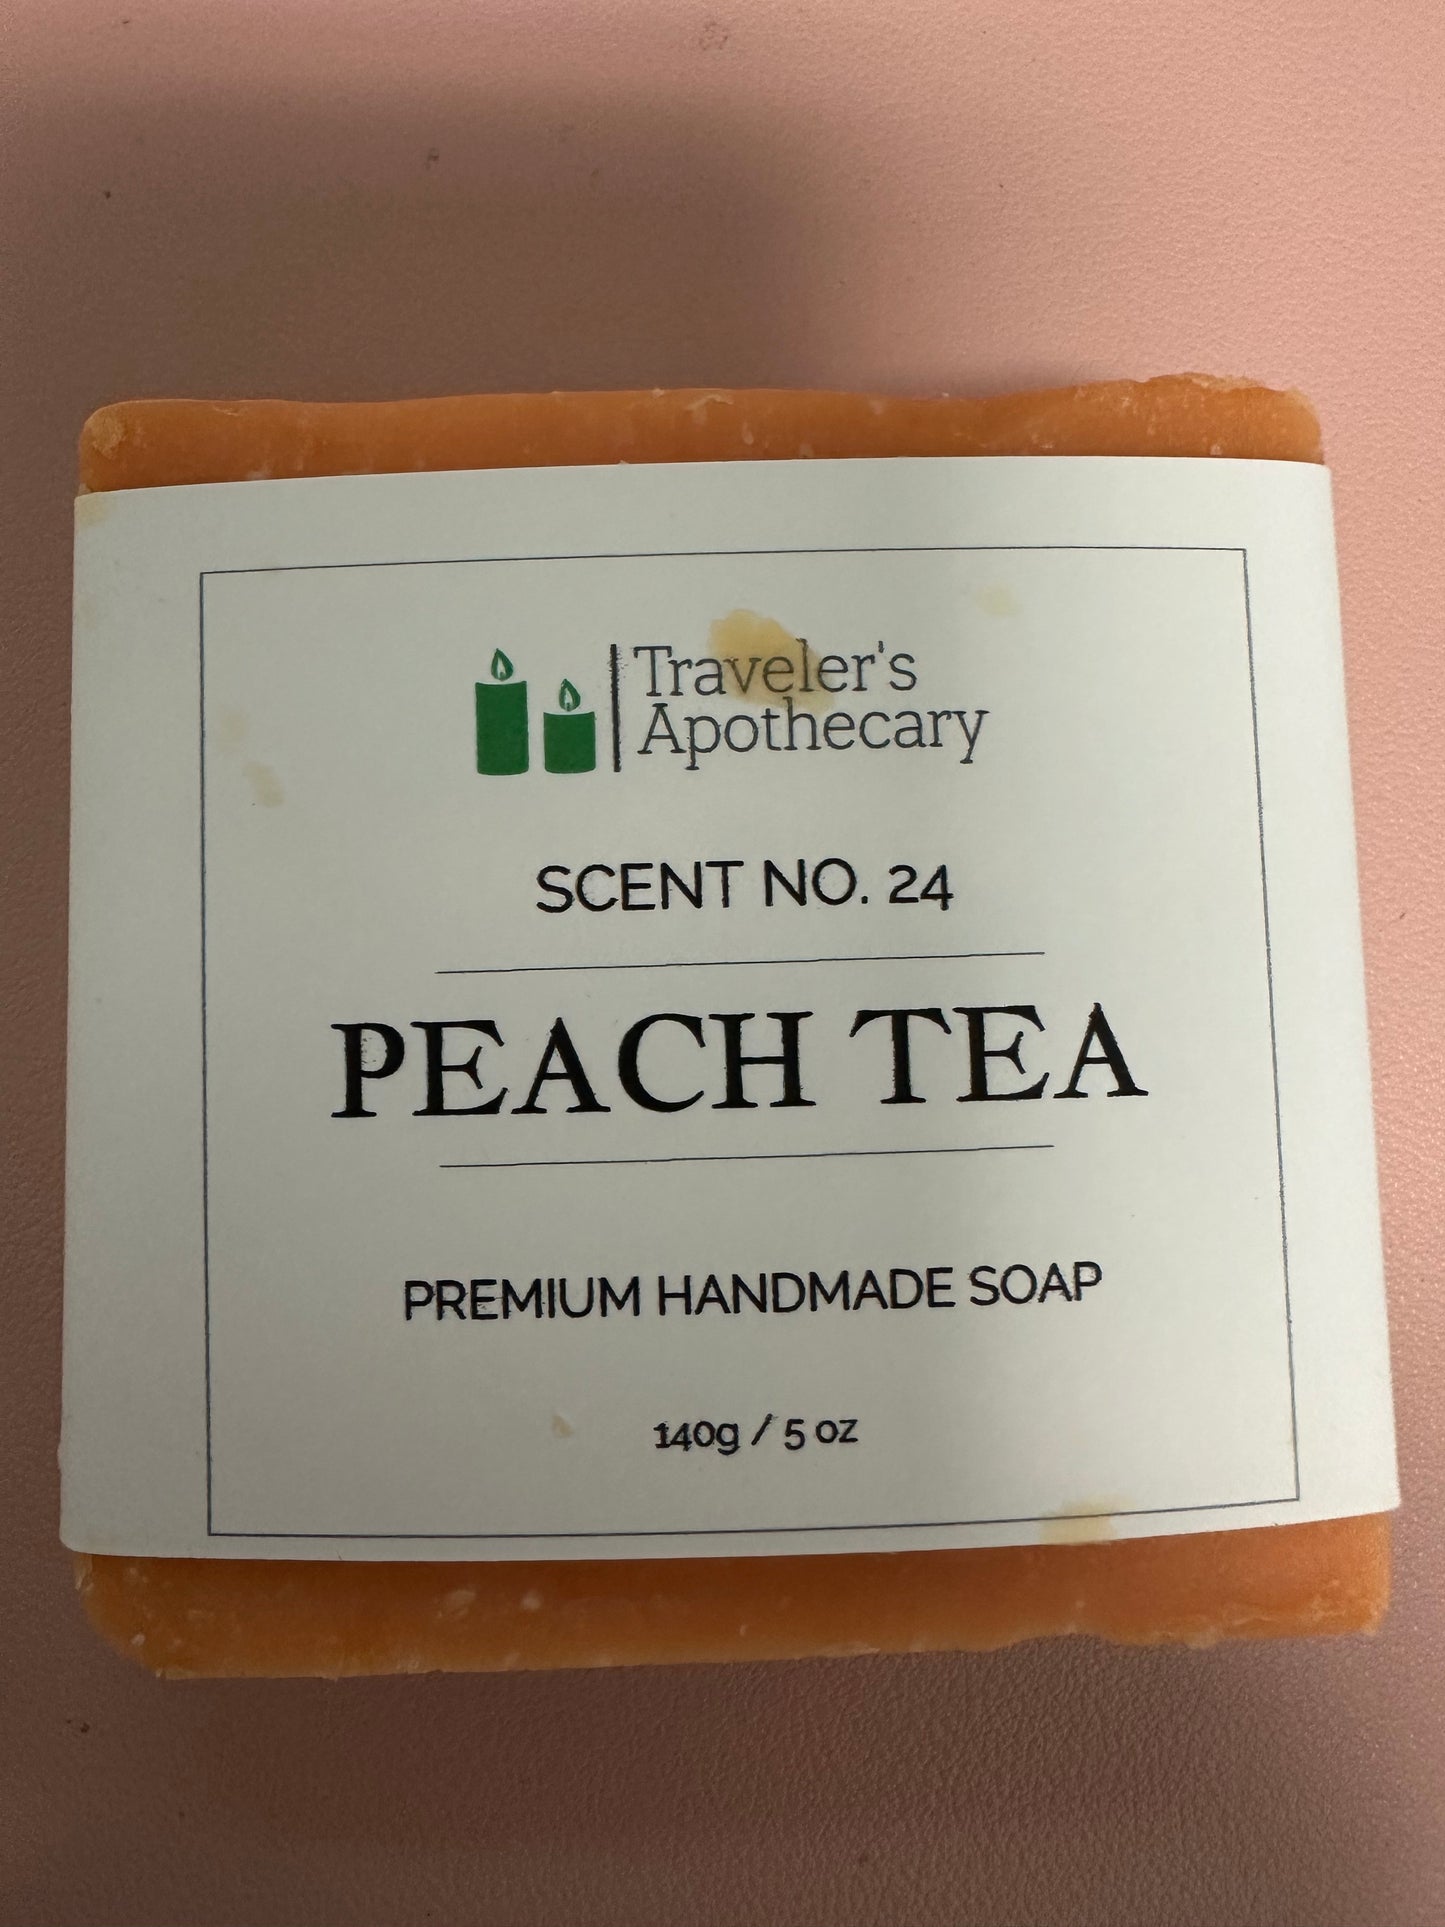 Traveler's
Apothecary
SCENT NO. 24
PEACH TEA
PREMIUM HANDMADE SOAP
140g / 5 oz